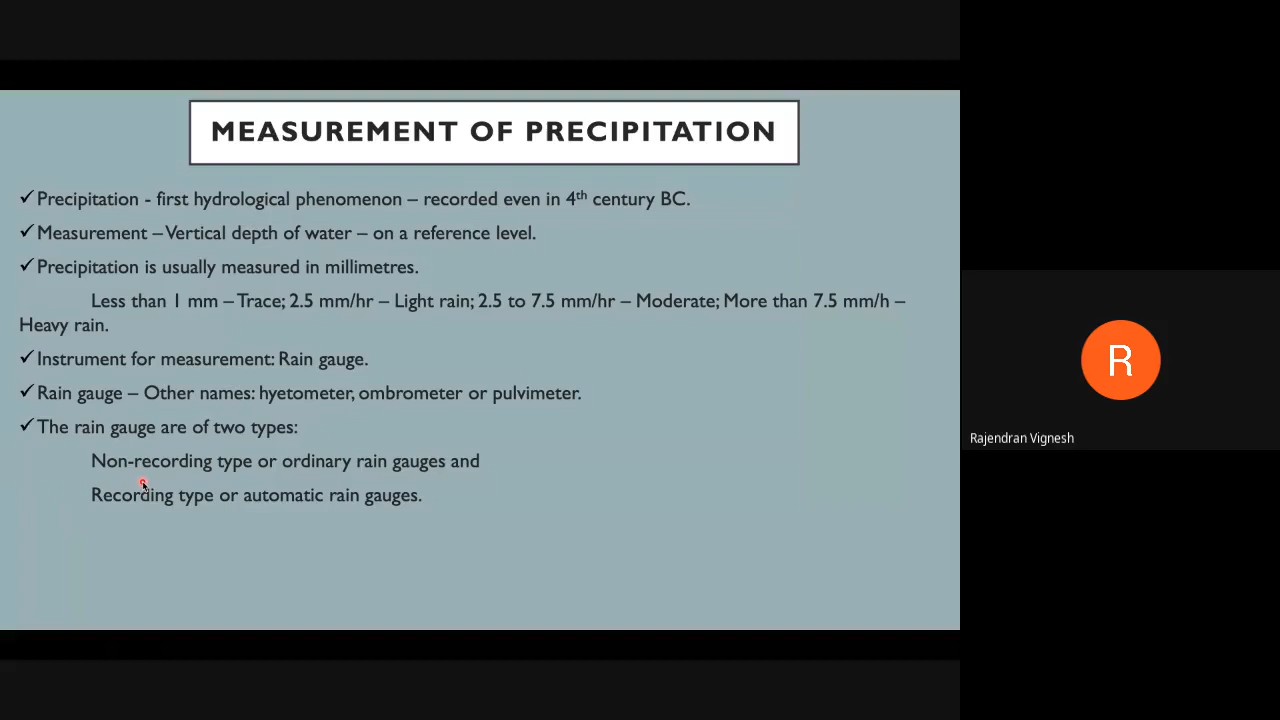 MEASUREMENT OF PRECIPITATION
✓Precipitation - first hydrological phenomenon – recorded even in 4th century BC.
✓Measurement – Vertical depth of water – on a reference level.
✓Precipitation is usually measured in millimetres.
Less than 1 mm – Trace; 2.5 mm/hr – Light rain; 2.5 to 7.5 mm/hr – Moderate; More than 7.5 mm/h –
Heavy rain.
✓Instrument for measurement: Rain gauge.
✓Rain gauge – Other names: hyetometer, ombrometer or pulvimeter.
✓The rain gauge are of two types:
Non-recording type or ordinary rain gauges and
Recording type or automatic rain gauges.
R
Rajendran Vignesh